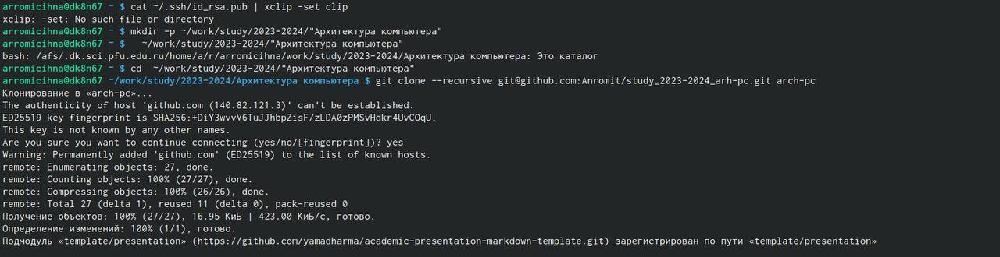 arromicihna@dk8n67 ~ $ cat ~/.ssh/id_rsa.pub | xclip -set clip
xclip: -set: No such file or directory
arromicihna@dk8n67 ~ $ mkdir -p ~/work/study/2023-2024/"Архитектура компьютера"
arromicihna@dk8n67 ~ $   ~/work/study/2023-2024/"Архитектура компьютера"
bash: /afs/.dk.sci.pfu.edu.ru/home/a/r/arromicihna/work/study/2023-2024/Архитектура компьютера: Это каталог
arromicihna@dk8n67 ~ $ cd  ~/work/study/2023-2024/"Архитектура компьютера"
arromicihna@dk8n67 ~/work/study/2023-2024/Архитектура компьютера $ git clone --recursive git@github.com:Anromit/study_2023-2024_arh-pc.git arch-pc
Клонирование в «arch-pc»...
The authenticity of host 'github.com (140.82.121.3)' can't be established.
ED25519 key fingerprint is SHA256:+DiY3wvvV6TuJJhbpZisF/zLDA0zPMSvHdkr4UvCOqU.
This key is not known by any other names.
Are you sure you want to continue connecting (yes/no/[fingerprint])? yes
Warning: Permanently added 'github.com' (ED25519) to the list of known hosts.
remote: Enumerating objects: 27, done.
remote: Counting objects: 100% (27/27), done.
remote: Compressing objects: 100% (26/26), done.
remote: Total 27 (delta 1), reused 11 (delta 0), pack-reused 0
Получение объектов: 100% (27/27), 16.95 КиБ | 423.00 КиБ/с, готово.
Определение изменений: 100% (1/1), готово.
Подмодуль «template/presentation» (https://github.com/yamadharma/academic-presentation-markdown-template.git) зарегистрирован по пути «template/presentation»